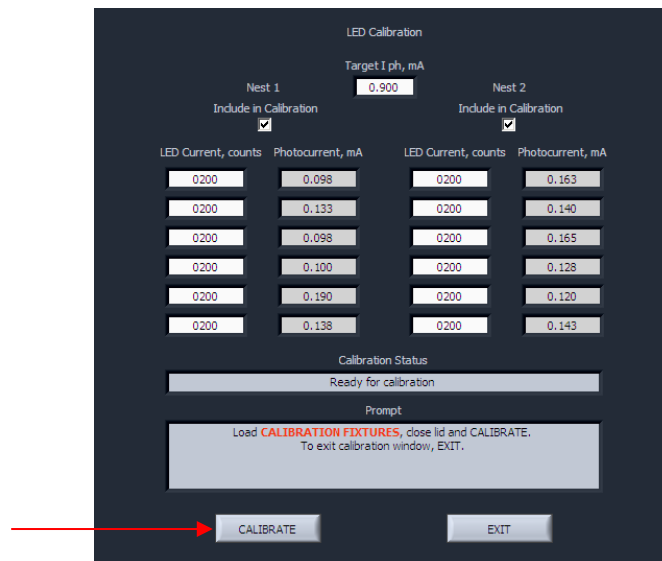 LED Calibration
Target I ph, mA
0.900
Nest 1 Nest 2
Include in Calibration Include in Calibration
LED Current, counts Photocurrent, mA LED Current, counts Photocurrent, mA
0200 0.098 0200 0.163
0200 0.133 0200 0.140
0200 0.098 0200 0.165
0200 0.100 0200 0.128
0200 0.190 0200 0.120
0200 0.138 0200 0.143
Calibration Status
Ready for calibration
Prompt
Load CALIBRATION FIXTURES, close lid and CALIBRATE.
To exit calibration window, EXIT.
CALIBRATE EXIT